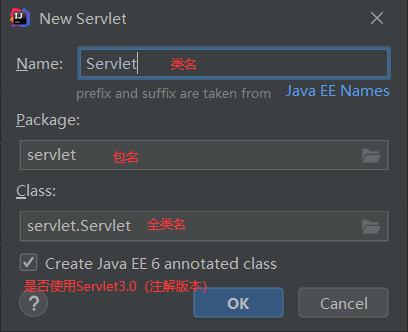 New Servlet
Name: Servlet 类名
prefix and suffix are taken from Java EE Names
Package:
servlet 包名
Class:
servlet.Servlet 全类名
Create Java EE 6 annotated class
是否使用Servlet3.0（注解版本）
? OK Cancel